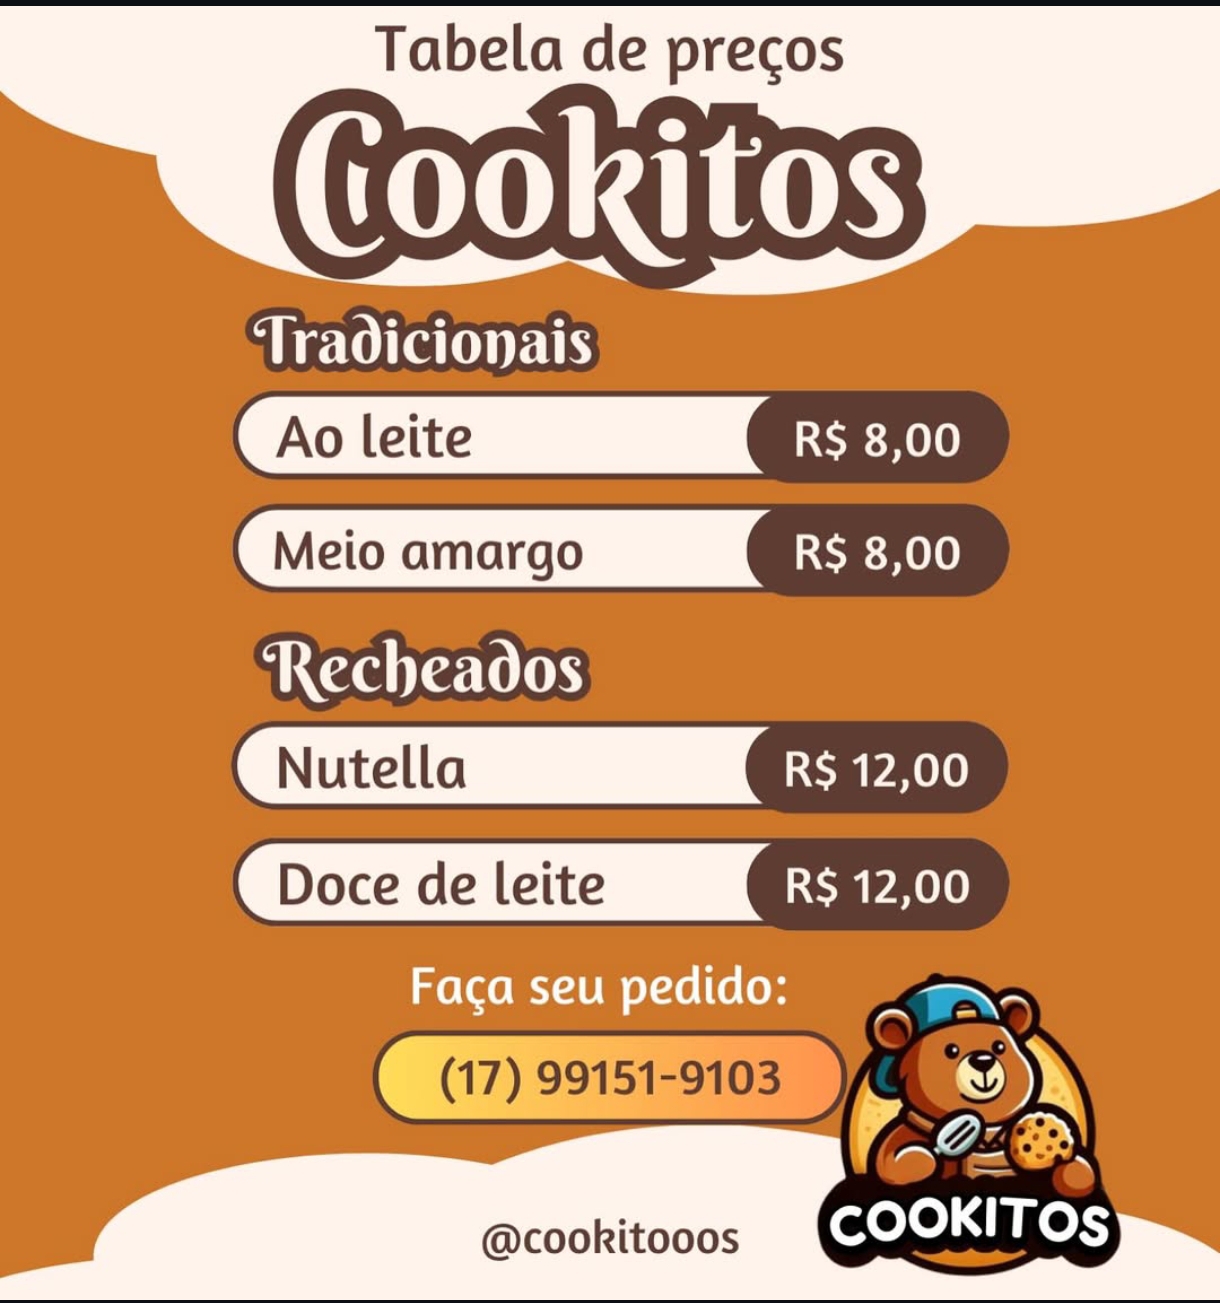 Tabela de preços
Cookitos
Tradicionais
Ao leite R$ 8,00
Meio amargo R$ 8,00
Recheados
Nutella R$ 12,00
Doce de leite R$ 12,00
Faça seu pedido:
(17) 99151-9103
COOKITOS
@cookitooos